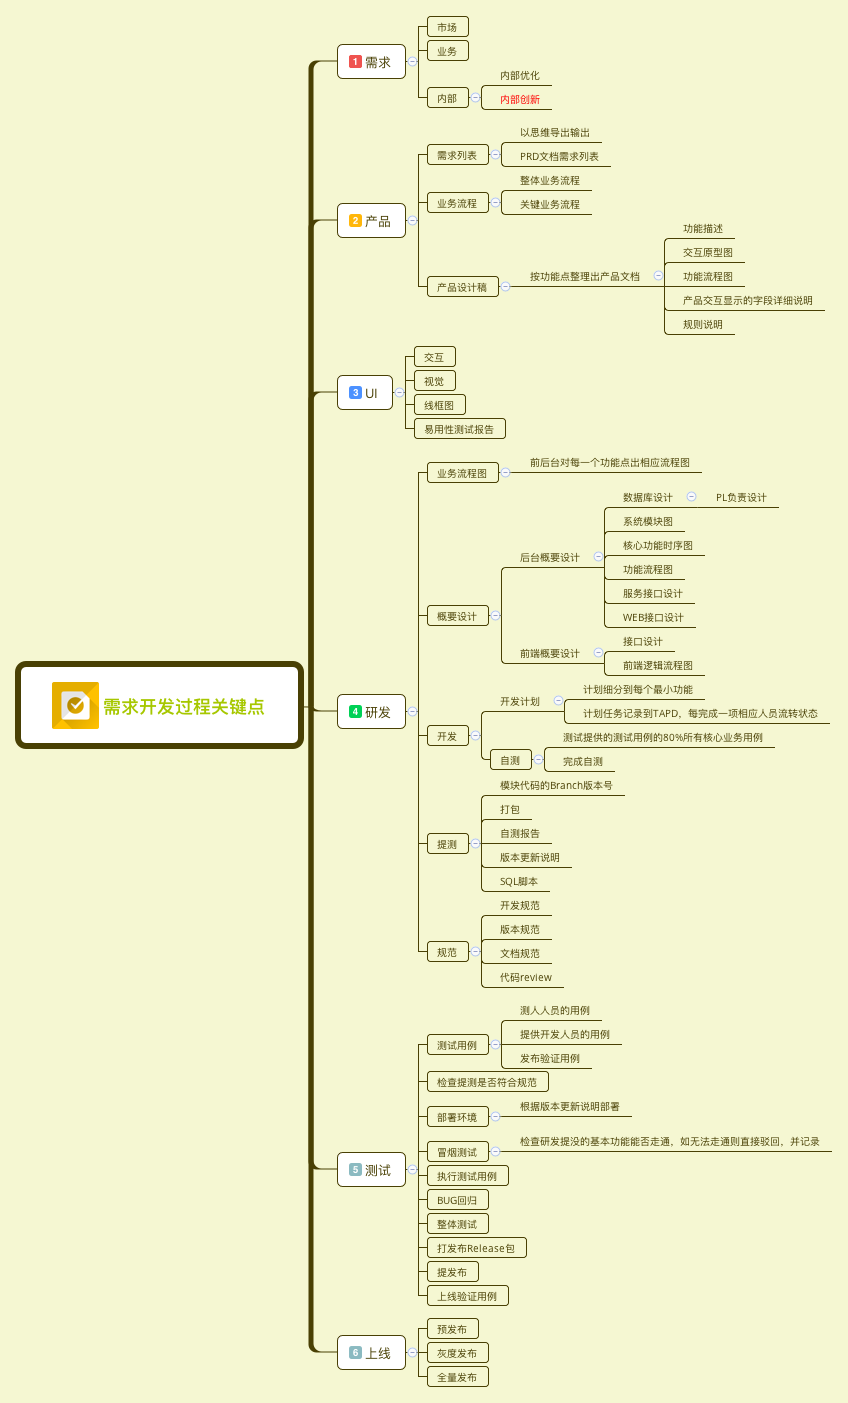 需求开发过程关键点
1 需求
市场
业务
内部
内部优化
内部创新
2 产品
需求列表
以思维导出输出
PRD文档需求列表
业务流程
整体业务流程
关键业务流程
产品设计稿
按功能点整理出产品文档
功能描述
交互原型图
功能流程图
产品交互显示的字段详细说明
规则说明
3 UI
交互
视觉
线框图
易用性测试报告
4 研发
业务流程图
前后台对每一个功能点出相应流程图
概要设计
后台概要设计
数据库设计
PL负责设计
系统模块图
核心功能时序图
功能流程图
服务接口设计
WEB接口设计
前端概要设计
接口设计
前端逻辑流程图
开发
开发计划
计划细分到每个最小功能
计划任务记录到TAPD，每完成一项相应人员流转状态
自测
测试提供的测试用例的80%所有核心业务用例
完成自测
提测
模块代码的Branch版本号
打包
自测报告
版本更新说明
SQL脚本
规范
开发规范
版本规范
文档规范
代码review
5 测试
测试用例
测人人员的用例
提供开发人员的用例
发布验证用例
检查提测是否符合规范
部署环境
根据版本更新说明部署
冒烟测试
检查研发提没的基本功能能否走通，如无法走通则直接驳回，并记录
执行测试用例
BUG回归
整体测试
打发布Release包
提发布
上线验证用例
6 上线
预发布
灰度发布
全量发布